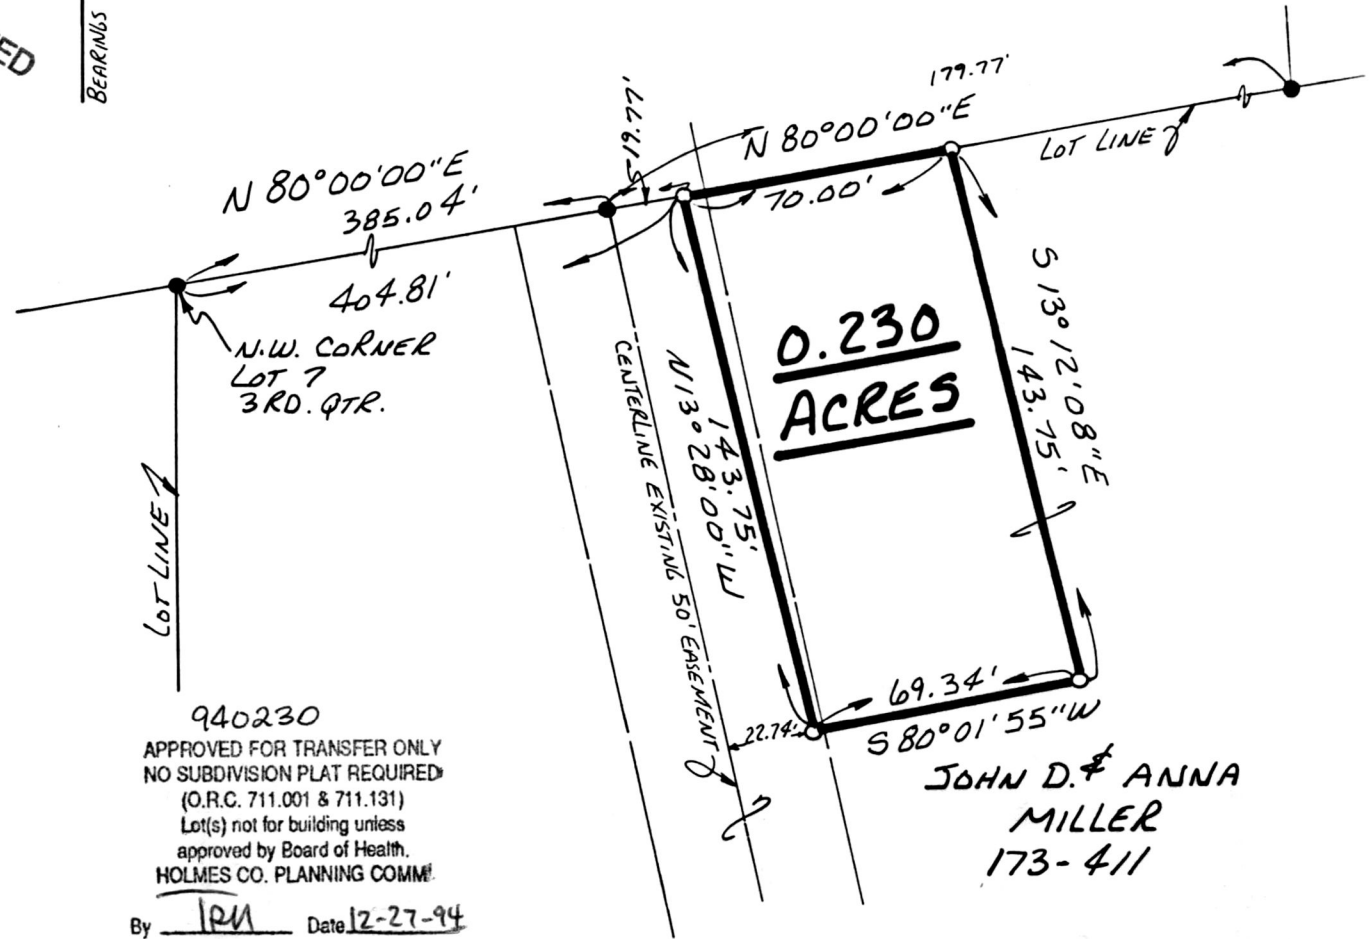 ED
BEARINGS
N 80°00'00"E
385.04'
404.81'
N.W. CORNER
LOT 7
3 RD. QTR.
LOT LINE
19.77'
179.77'
N 80°00'00"E
70.00'
LOT LINE
0.230
ACRES
S 13°12'08"E
143.75'
N 13°28'00"W
143.75'
CENTERLINE EXISTING 50' EASEMENT
22.74'
69.34'
S 80°01'55"W
JOHN D. & ANNA
MILLER
173-411
940230
APPROVED FOR TRANSFER ONLY
NO SUBDIVISION PLAT REQUIRED
(O.R.C. 711.001 & 711.131)
Lot(s) not for building unless
approved by Board of Health.
HOLMES CO. PLANNING COMM.
By Date 12-27-94